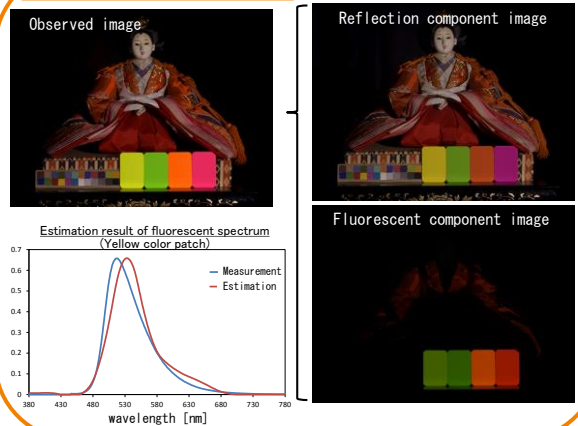 Observed image
Reflection component image
Fluorescent component image
Estimation result of fluorescent spectrum
(Yellow color patch)
0.7
0.6
0.5
0.4
0.3
0.2
0.1
0
Measurement
Estimation
380 430 480 530 580 630 680 730 780
wavelength [nm]